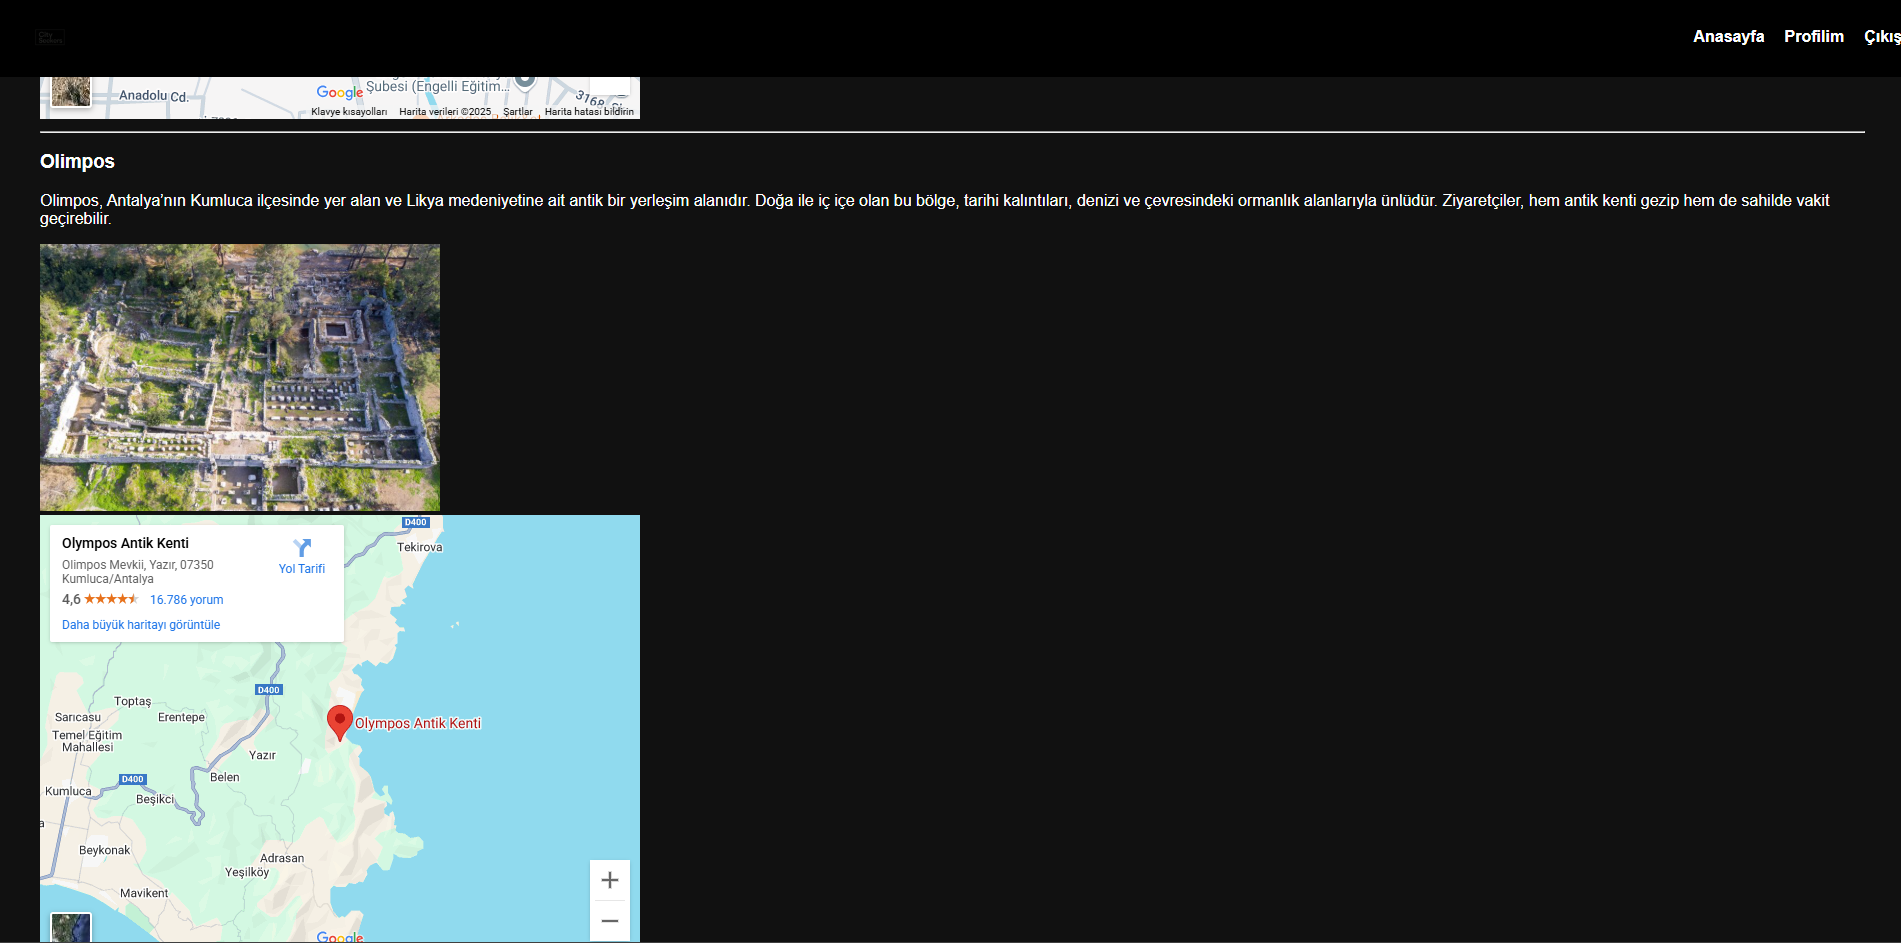 City
Seekers
Anasayfa Profilim Çıkış
Anadolu Cd.
Google
Şubesi (Engelli Eğitim...
Klavye kısayolları Harita verileri ©2025 Şartlar Harita hatası bildirin
Olimpos
Olimpos, Antalya’nın Kumluca ilçesinde yer alan ve Likya medeniyetine ait antik bir yerleşim alanıdır. Doğa ile iç içe olan bu bölge, tarihi kalıntıları, denizi ve çevresindeki ormanlık alanlarıyla ünlüdür. Ziyaretçiler, hem antik kenti gezip hem de sahilde vakit
geçirebilir.
Olympos Antik Kenti
Olimpos Mevkii, Yazır, 07350
Kumluca/Antalya
Yol Tarifi
4,6 16.786 yorum
Daha büyük haritayı görüntüle
D400
Tekirova
D400
Toptaş
Sarıcasu
Erentepe
Olympos Antik Kenti
Temel Eğitim
Mahallesi
Yazır
D400
Belen
Kumluca
Beşikci
Beykonak
Adrasan
Yeşilköy
Mavikent
Google